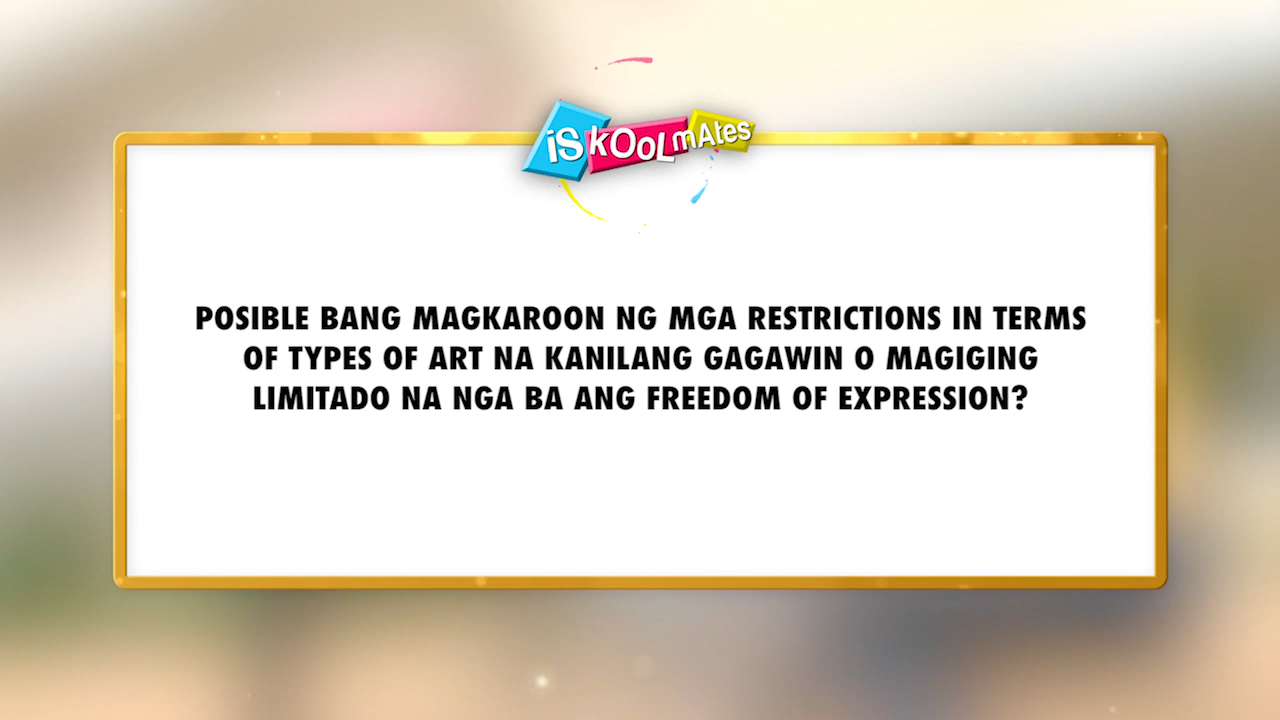 iskOoLmAtes
POSIBLE BANG MAGKAROON NG MGA RESTRICTIONS IN TERMS
OF TYPES OF ART NA KANILANG GAGAWIN O MAGIGING
LIMITADO NA NGA BA ANG FREEDOM OF EXPRESSION?